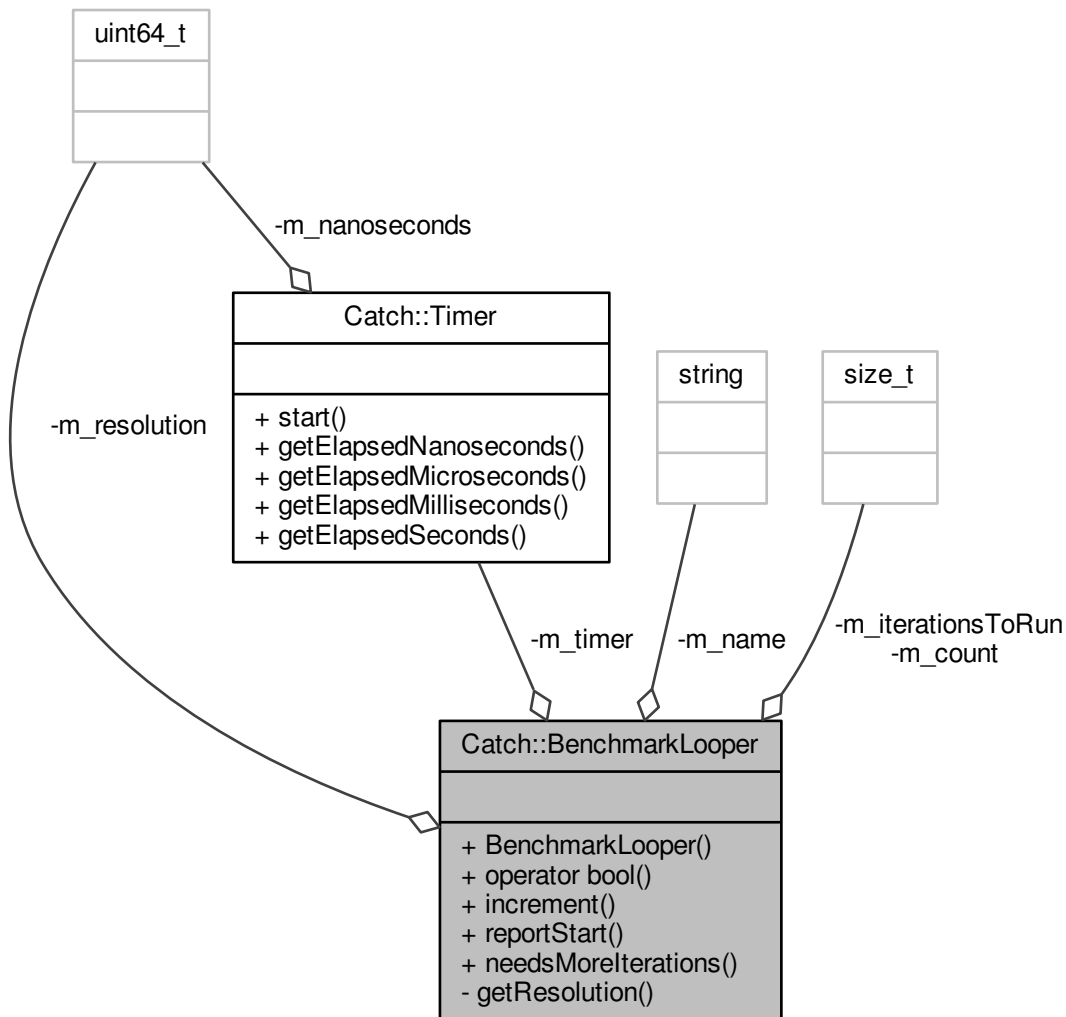 uint64_t
-m_nanoseconds
Catch::Timer
+ start()
+ getElapsedNanoseconds()
+ getElapsedMicroseconds()
+ getElapsedMilliseconds()
+ getElapsedSeconds()
string
size_t
-m_resolution
-m_timer
-m_name
-m_iterationsToRun
-m_count
Catch::BenchmarkLooper
+ BenchmarkLooper()
+ operator bool()
+ increment()
+ reportStart()
+ needsMoreIterations()
- getResolution()